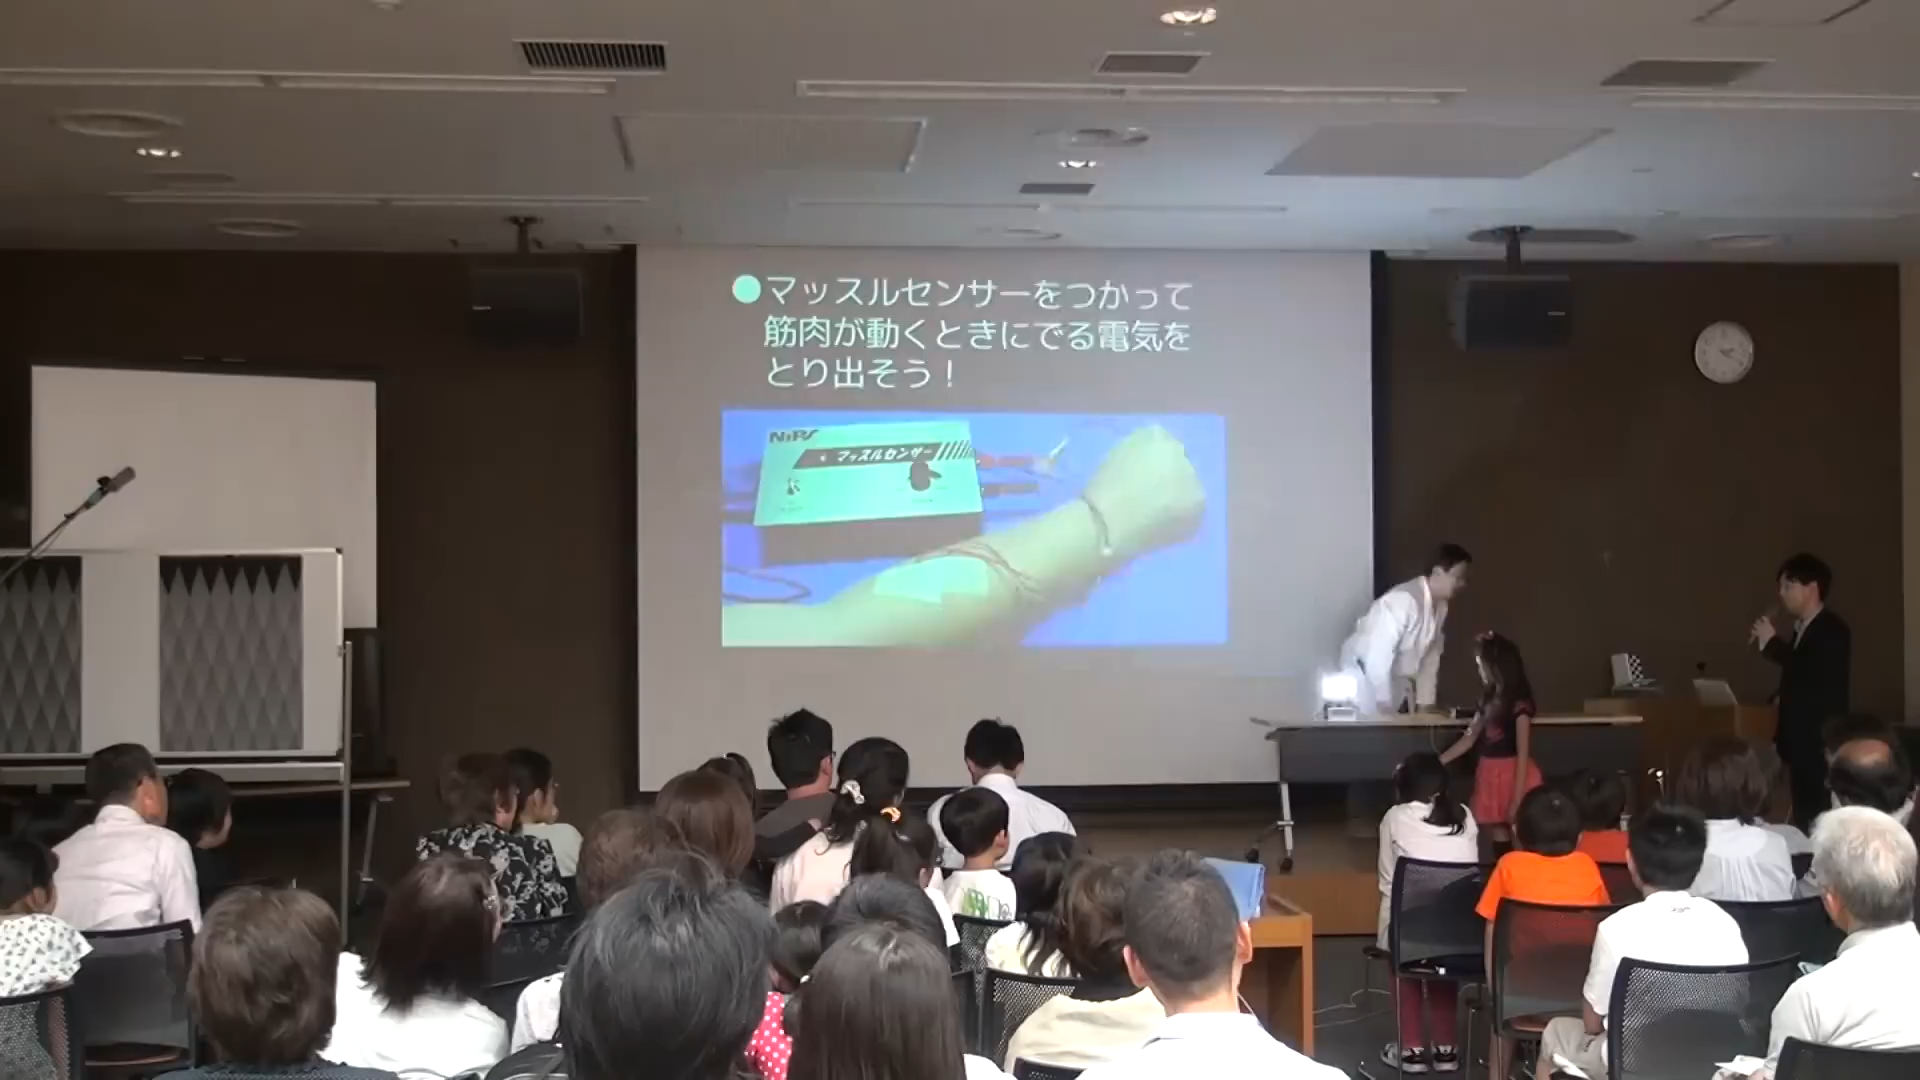 ●マッスルセンサーをつかって
筋肉が動くときにでる電気を
とり出そう！
NIPS
マッスルセンサー